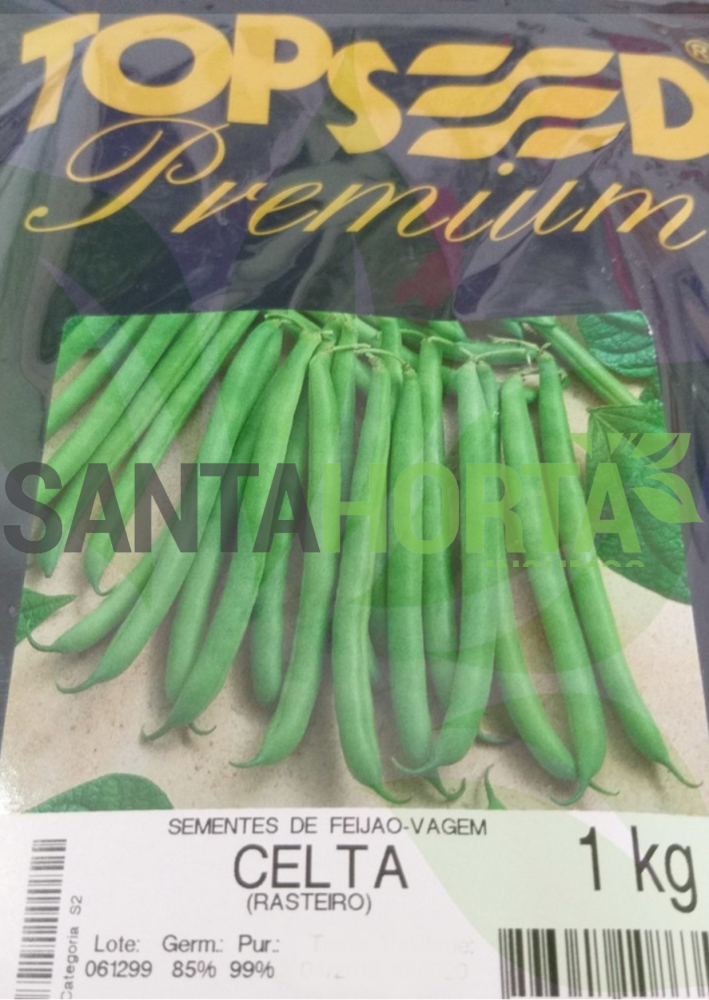 TOPSEED®
Premium
SANTAHORTA
SEMENTES DE FEIJAO-VAGEM
CELTA
1 kg
(RASTEIRO)
Categoria S2
Lote: Germ.: Pur.:
061299 85% 99%